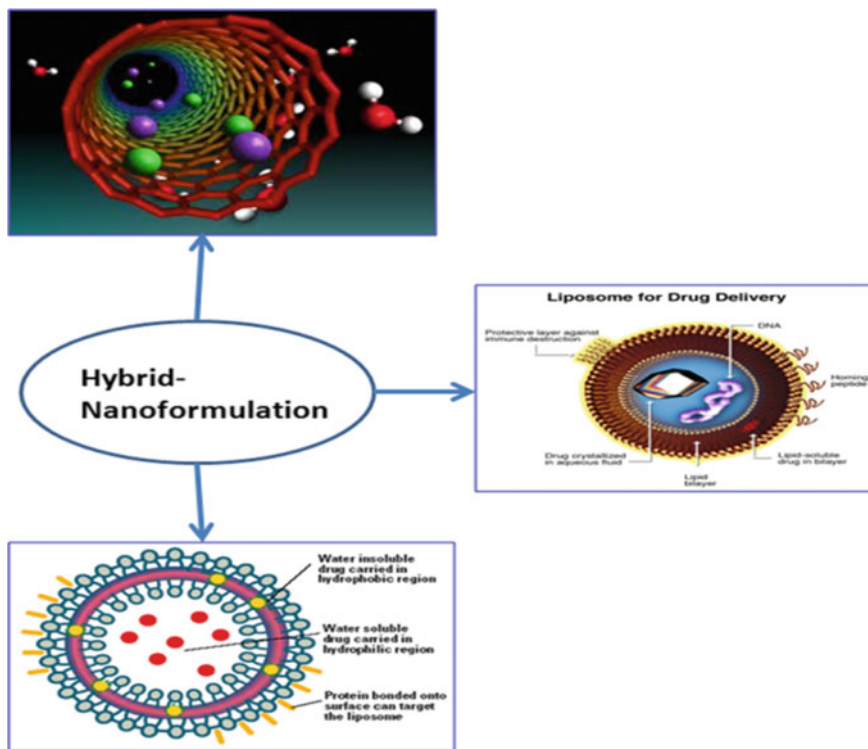 Hybrid-
Nanoformulation
Liposome for Drug Delivery
Protective layer against
immune destruction
DNA
Homing
peptide
Drug crystallized
in aqueous fluid
Lipid
bilayer
Lipid-soluble
drug in bilayer
Water insoluble
drug carried in
hydrophobic region
Water soluble
drug carried in
hydrophilic region
Protein bonded onto
surface can target
the liposome